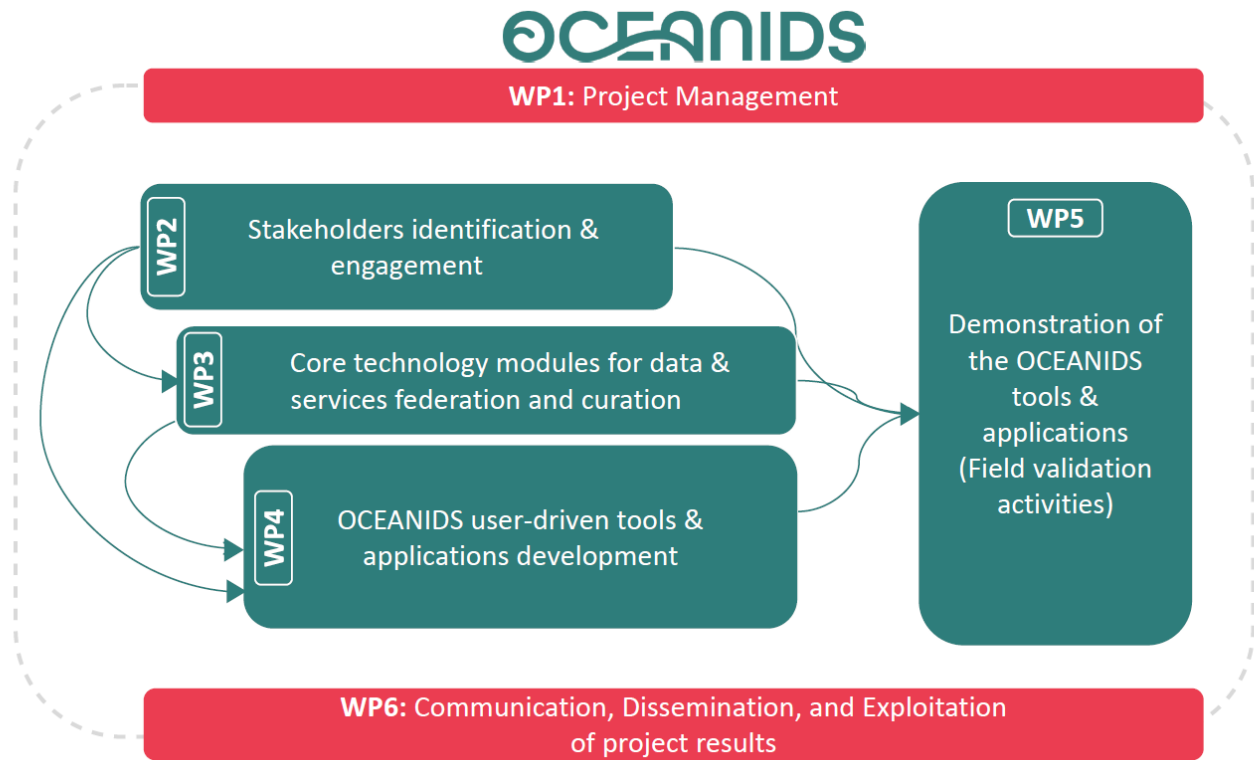 OCEANIDS
WP1: Project Management
WP2
Stakeholders identification &
engagement
WP3
Core technology modules for data &
services federation and curation
WP4
OCEANIDS user-driven tools &
applications development
WP5
Demonstration of
the OCEANIDS
tools &
applications
(Field validation
activities)
WP6: Communication, Dissemination, and Exploitation
of project results